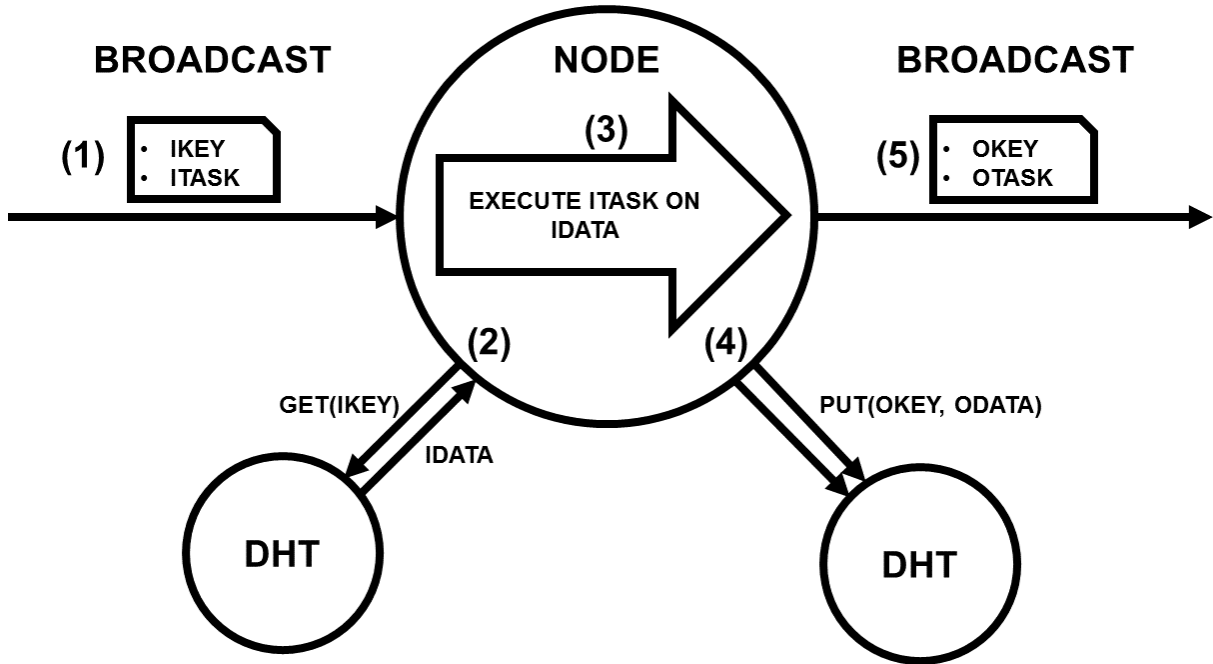 BROADCAST
NODE
BROADCAST
(1)
• IKEY
• ITASK
(3)
(5)
• OKEY
• OTASK
EXECUTE ITASK ON
IDATA
(2)
(4)
GET(IKEY)
IDATA
PUT(OKEY, ODATA)
DHT
DHT